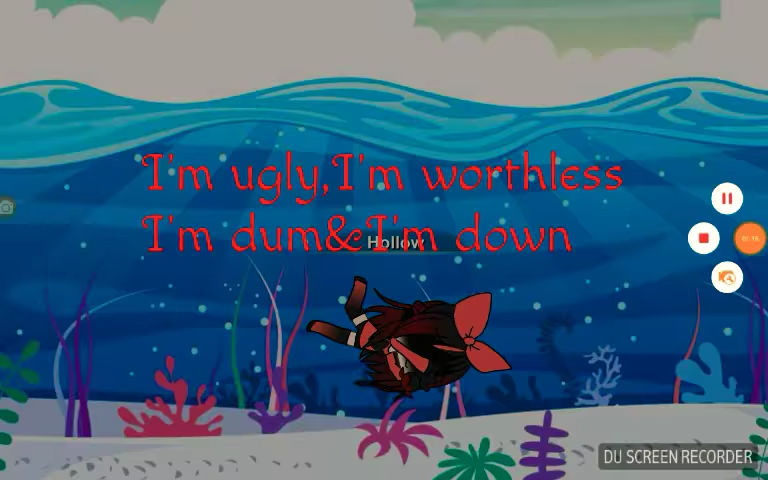 I'm ugly,I'm worthless
I'm dum&I'm down
Hollow
DU SCREEN RECORDER